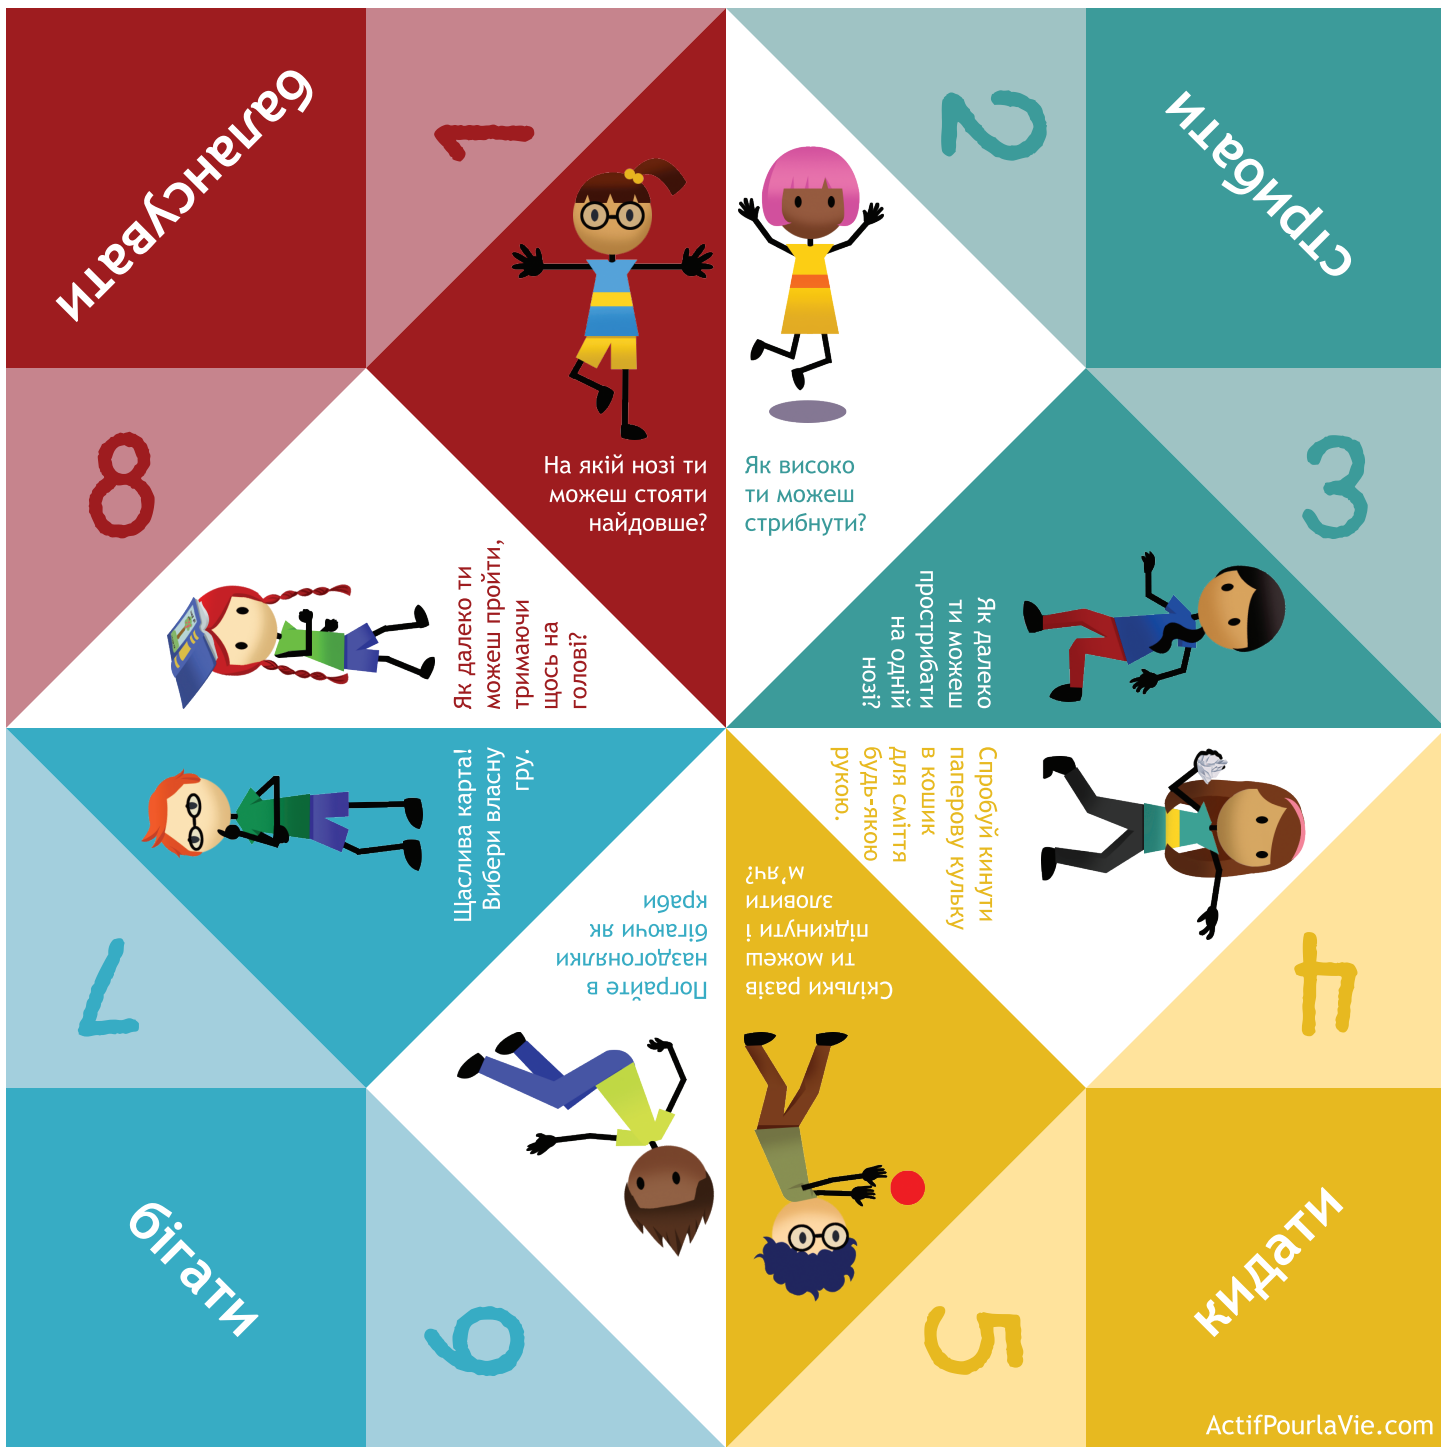 балансувати
1
2
стрибати
На якій нозі ти
можеш стояти
найдовше?
Як високо
ти можеш
стрибнути?
8
3
Як далеко ти
можеш пройти,
тримаючи
щось на
голові?
Як далеко
ти можеш
прострибати
на одній
нозі?
Щаслива карта!
Вибери власну
гру.
Спробуй кинути
паперову кульку
в кошик
для сміття
будь-якою
рукою.
7
4
Пограйте в
наздогонялки
бігаючи як
краби
Скільки разів
ти можеш
підкинути і
зловити
м’яч?
бігати
6
5
кидати
ActifPourlaVie.com